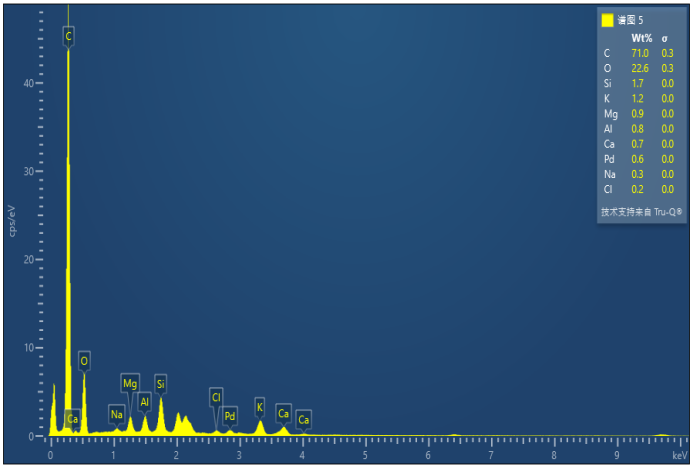 谱图 5
Wt% σ
C 71.0 0.3
O 22.6 0.3
Si 1.7 0.0
K 1.2 0.0
Mg 0.9 0.0
Al 0.8 0.0
Ca 0.7 0.0
Pd 0.6 0.0
Na 0.3 0.0
Cl 0.2 0.0
技术支持来自 Tru-Q®
cps/eV
40
30
20
10
0
C
O
Ca
Na
Mg
Al
Si
Cl
Pd
K
Ca
Ca
0 1 2 3 4 5 6 7 8 9 keV